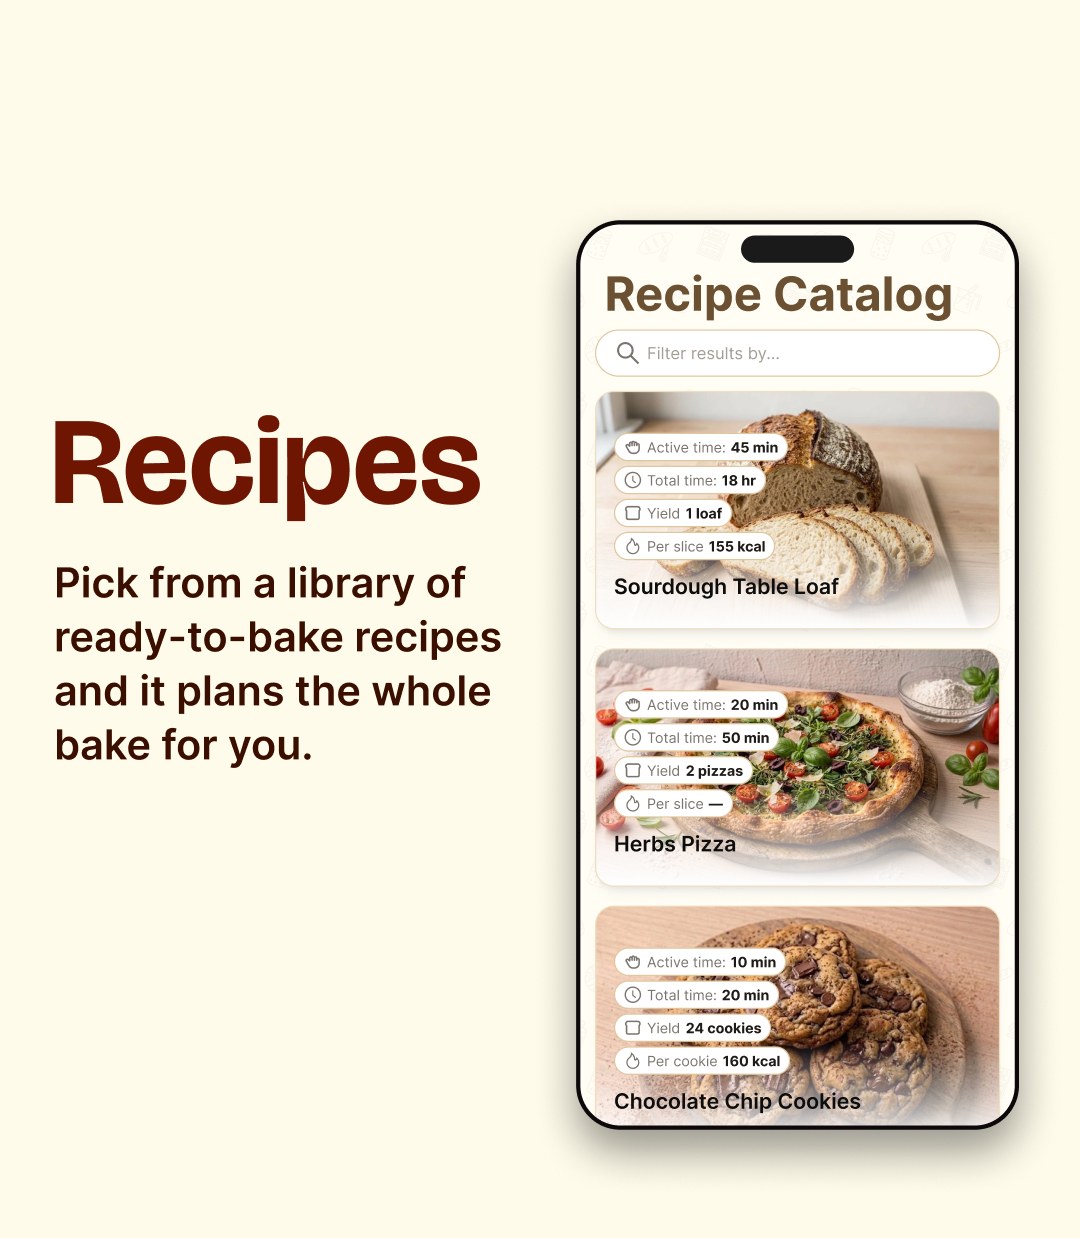 Recipes
Pick from a library of
ready-to-bake recipes
and it plans the whole
bake for you.
Recipe Catalog
Filter results by...
Active time: 45 min
Total time: 18 hr
Yield 1 loaf
Per slice 155 kcal
Sourdough Table Loaf
Active time: 20 min
Total time: 50 min
Yield 2 pizzas
Per slice —
Herbs Pizza
Active time: 10 min
Total time: 20 min
Yield 24 cookies
Per cookie 160 kcal
Chocolate Chip Cookies